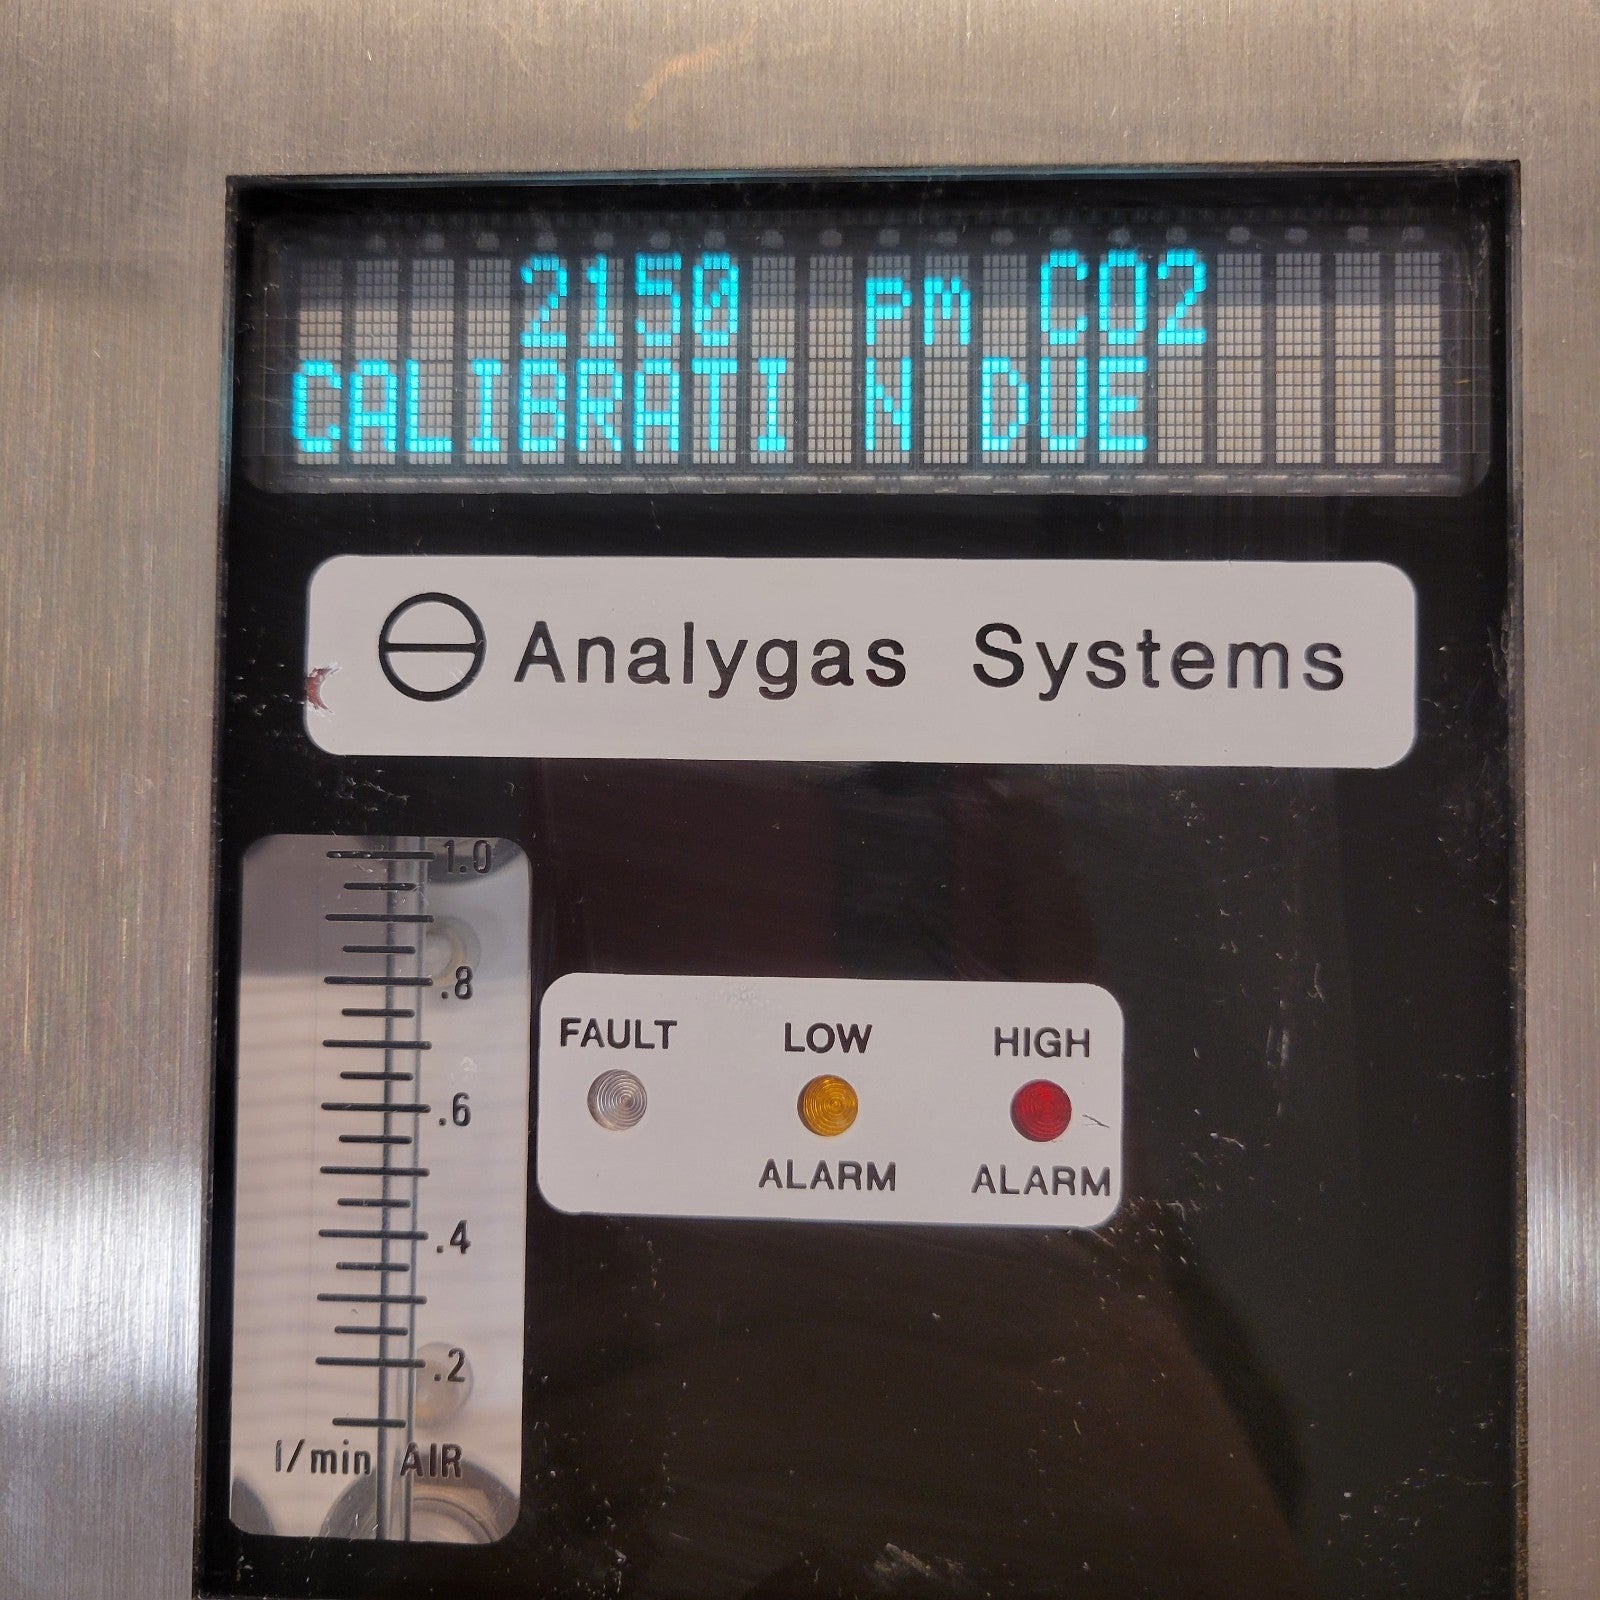 2150 pm CO2
CALIBRATI N DUE
Analygas Systems
1.0
.8
.6
.4
.2
l/min AIR
FAULT
LOW ALARM
HIGH ALARM